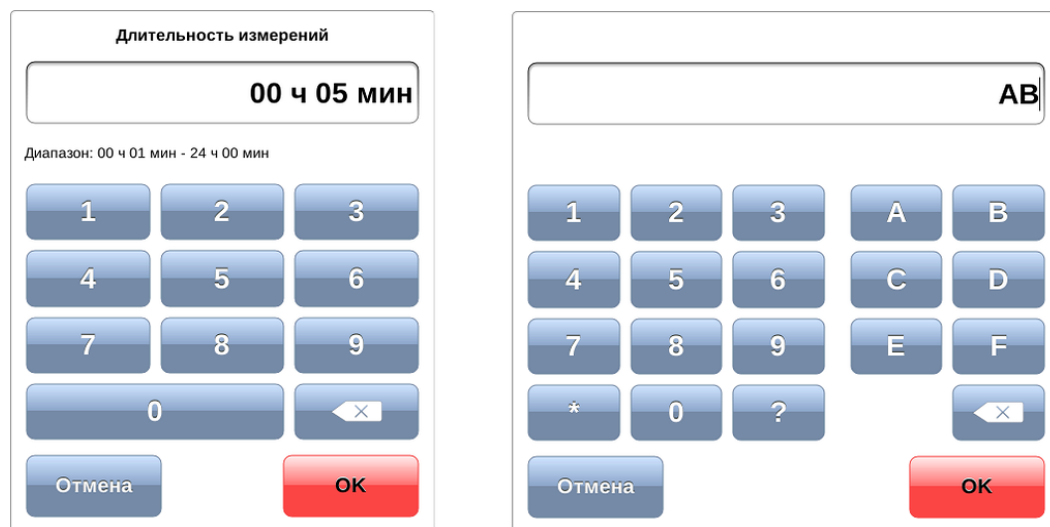 Длительность измерений
00 ч 05 мин
Диапазон: 00 ч 01 мин - 24 ч 00 мин
1 2 3
4 5 6
7 8 9
0
Отмена OK
AB
1 2 3 A B
4 5 6 C D
7 8 9 E F
* 0 ?
Отмена OK